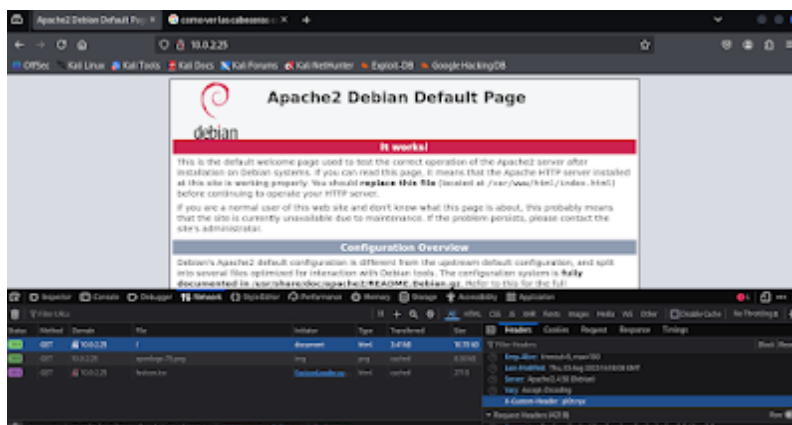 Apache2 Debian Default Pag
como ver las cabeceras
10.0.2.25
OffSec Kali Linux Kali Tools Kali Docs Kali Forums Kali NetHunter Exploit-DB Google Hacking DB
Apache2 Debian Default Page
debian
It works!
This is the default welcome page used to test the correct operation of the Apache2 server after
installation on Debian systems. If you can read this page, it means that the Apache HTTP server installed
at this site is working properly. You should replace this file (located at /var/www/html/index.html)
before continuing to operate your HTTP server.
If you are a normal user of this web site and don't know what this page is about, this probably means
that the site is currently unavailable due to maintenance. If the problem persists, please contact the
site's administrator.
Configuration Overview
Debian's Apache2 default configuration is different from the upstream default configuration, and split
into several files optimized for interaction with Debian tools. The configuration system is fully
documented in /usr/share/doc/apache2/README.Debian.gz. Refer to this for the full
Inspector Console Debugger Network Style Editor Performance Memory Storage Accessibility Application
Filter URLs All HTML CSS JS XHR Fonts Images Media WS Other Disable Cache No Throttling
Status Method Domain File Initiator Type Transferred Size Headers Cookies Request Response Timings
GET 10.0.2.25 / document html Filter Headers Block
GET 10.0.2.25 img png cached
GET 10.0.2.25 favicon.ico html cached
Keep-Alive: timeout=5, max=100
Last-Modified:
Server: Apache (Debian)
Vary: Accept-Encoding
X-Custom-Header:
Request Headers